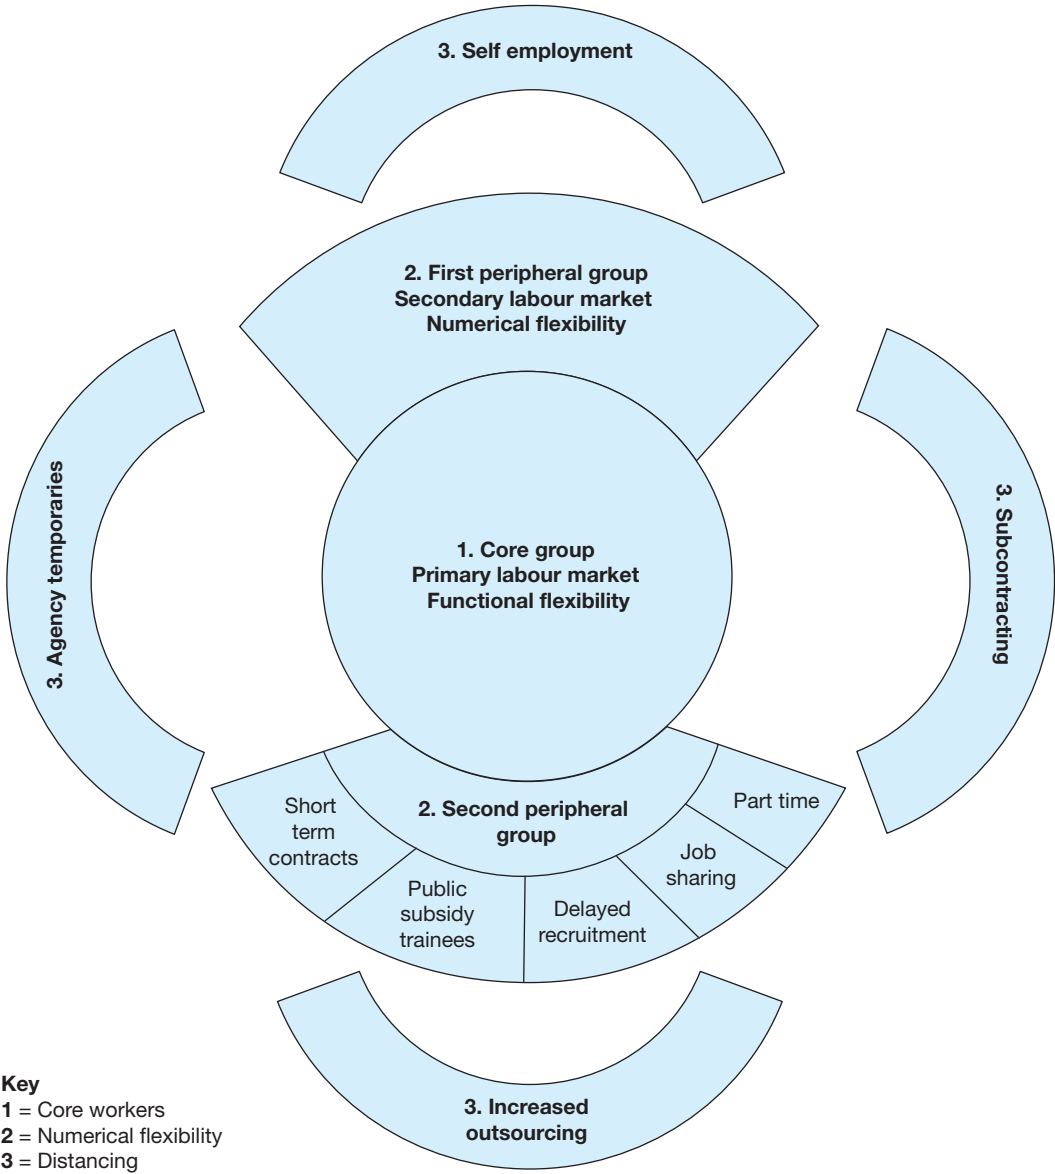 3. Self employment
2. First peripheral group
Secondary labour market
Numerical flexibility
3. Agency temporaries
3. Subcontracting
1. Core group
Primary labour market
Functional flexibility
2. Second peripheral
group
Short
term
contracts
Public
subsidy
trainees
Delayed
recruitment
Job
sharing
Part time
3. Increased
outsourcing
Key
1 = Core workers
2 = Numerical flexibility
3 = Distancing